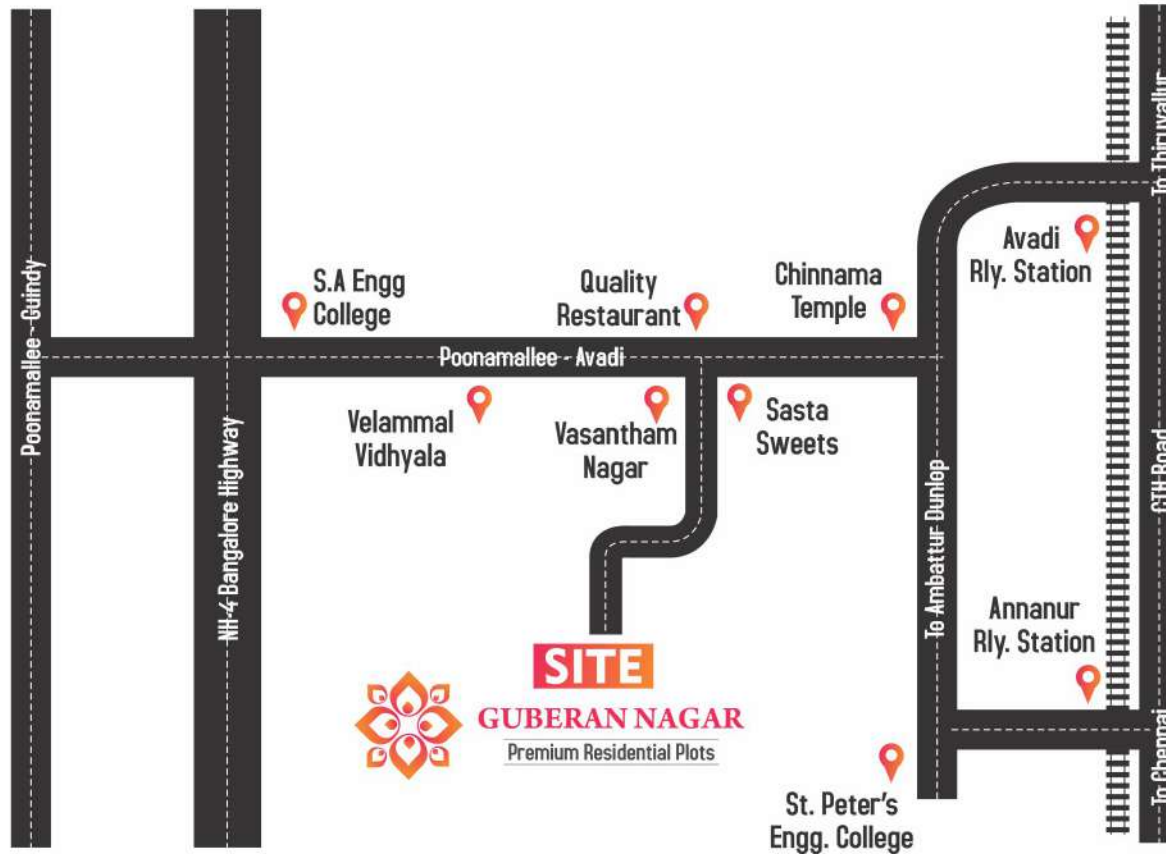 To Thiruvallur
Avadi
Rly. Station
S.A Engg
College
Quality
Restaurant
Chinnama
Temple
Poonamallee - Guindy
Poonamallee - Avadi
Velammal
Vidhyala
Vasantham
Nagar
Sasta
Sweets
NH-4 Bangalore Highway
To Ambattur Dunlop
CTH Road
Annanur
Rly. Station
SITE
GUBERAN NAGAR
Premium Residential Plots
St. Peter's
Engg. College
To Chennai